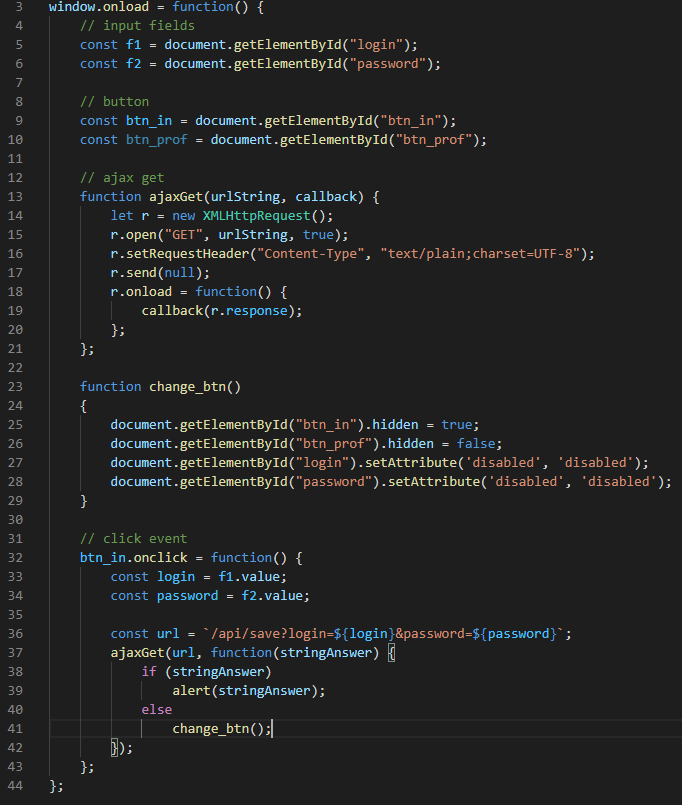 3 window.onload = function() {
4     // input fields
5     const f1 = document.getElementById("login");
6     const f2 = document.getElementById("password");
7
8     // button
9     const btn_in = document.getElementById("btn_in");
10     const btn_prof = document.getElementById("btn_prof");
11
12     // ajax get
13     function ajaxGet(urlString, callback) {
14         let r = new XMLHttpRequest();
15         r.open("GET", urlString, true);
16         r.setRequestHeader("Content-Type", "text/plain;charset=UTF-8");
17         r.send(null);
18         r.onload = function() {
19             callback(r.response);
20         };
21     };
22
23     function change_btn()
24     {
25         document.getElementById("btn_in").hidden = true;
26         document.getElementById("btn_prof").hidden = false;
27         document.getElementById("login").setAttribute('disabled', 'disabled');
28         document.getElementById("password").setAttribute('disabled', 'disabled');
29     }
30
31     // click event
32     btn_in.onclick = function() {
33         const login = f1.value;
34         const password = f2.value;
35
36         const url = `/api/save?login=${login}&password=${password}`;
37         ajaxGet(url, function(stringAnswer) {
38             if (stringAnswer)
39                 alert(stringAnswer);
40             else
41                 change_btn();
42         });
43     };
44 };